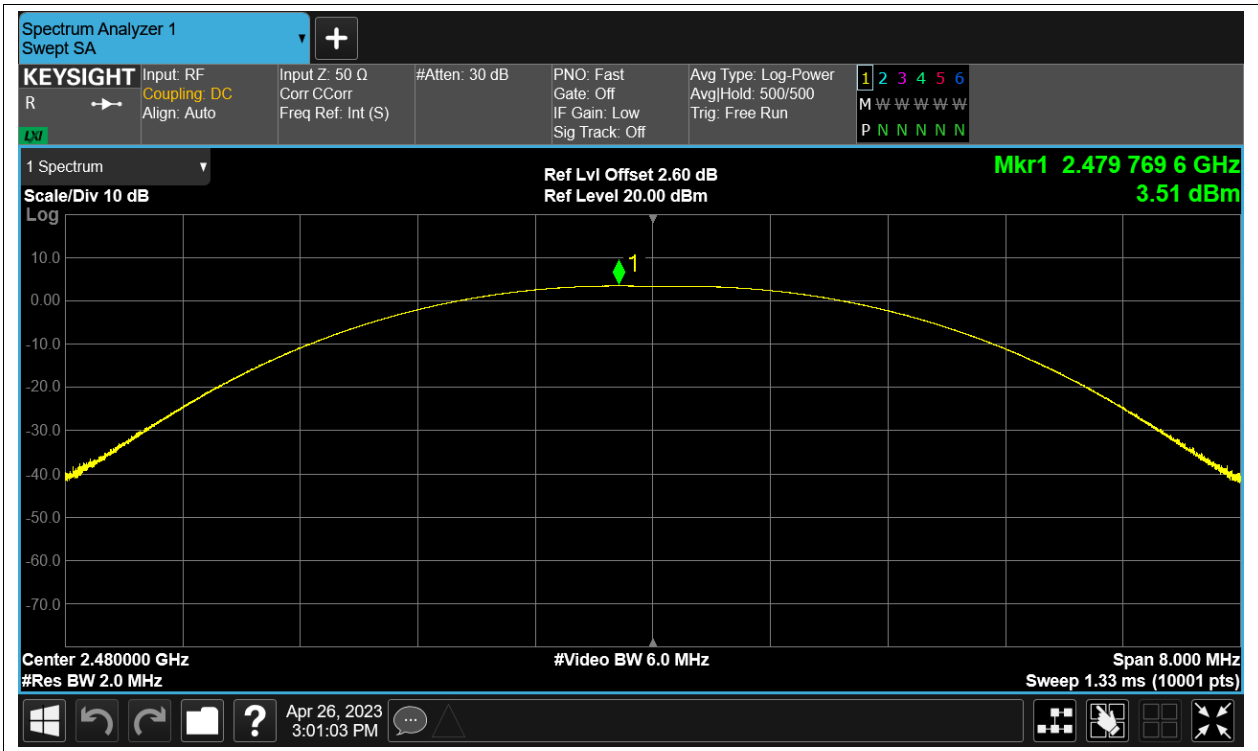 Spectrum Analyzer 1
Swept SA
KEYSIGHT
R
LXI
Input: RF
Coupling: DC
Align: Auto
Input Z: 50 Ω
Corr CCorr
Freq Ref: Int (S)
#Atten: 30 dB
PNO: Fast
Gate: Off
IF Gain: Low
Sig Track: Off
Avg Type: Log-Power
Avg|Hold: 500/500
Trig: Free Run
1 2 3 4 5 6
M W W W W W
P N N N N N
1 Spectrum
Scale/Div 10 dB
Log
Ref Lvl Offset 2.60 dB
Ref Level 20.00 dBm
Mkr1 2.479 769 6 GHz
3.51 dBm
1
10.0
0.00
-10.0
-20.0
-30.0
-40.0
-50.0
-60.0
-70.0
Center 2.480000 GHz
#Res BW 2.0 MHz
#Video BW 6.0 MHz
Span 8.000 MHz
Sweep 1.33 ms (10001 pts)
?
Apr 26, 2023
3:01:03 PM